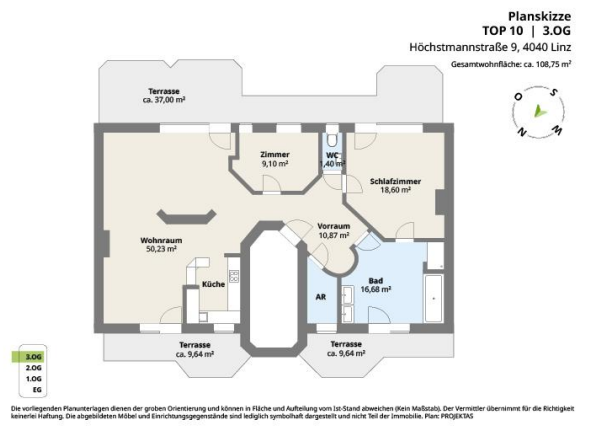 Planskizze
TOP 10 | 3.OG
Höchstmannstraße 9, 4040 Linz
Gesamtwohnfläche: ca. 108,75 m²
S
O
W
N
Terrasse
ca. 37,00 m²
Zimmer
9,10 m²
WC
1,40 m²
Schlafzimmer
18,60 m²
Vorraum
10,87 m²
Wohnraum
50,23 m²
Küche
AR
Bad
16,68 m²
Terrasse
ca. 9,64 m²
Terrasse
ca. 9,64 m²
3.OG
2.OG
1.OG
EG
Die vorliegenden Planunterlagen dienen der groben Orientierung und können in Fläche und Aufteilung vom Ist-Stand abweichen (Kein Maßstab). Der Vermittler übernimmt für die Richtigkeit
keinerlei Haftung. Die abgebildeten Möbel und Einrichtungsgegenstände sind lediglich symbolhaft dargestellt und nicht Teil der Immobilie. Plan: PROJEKTAS